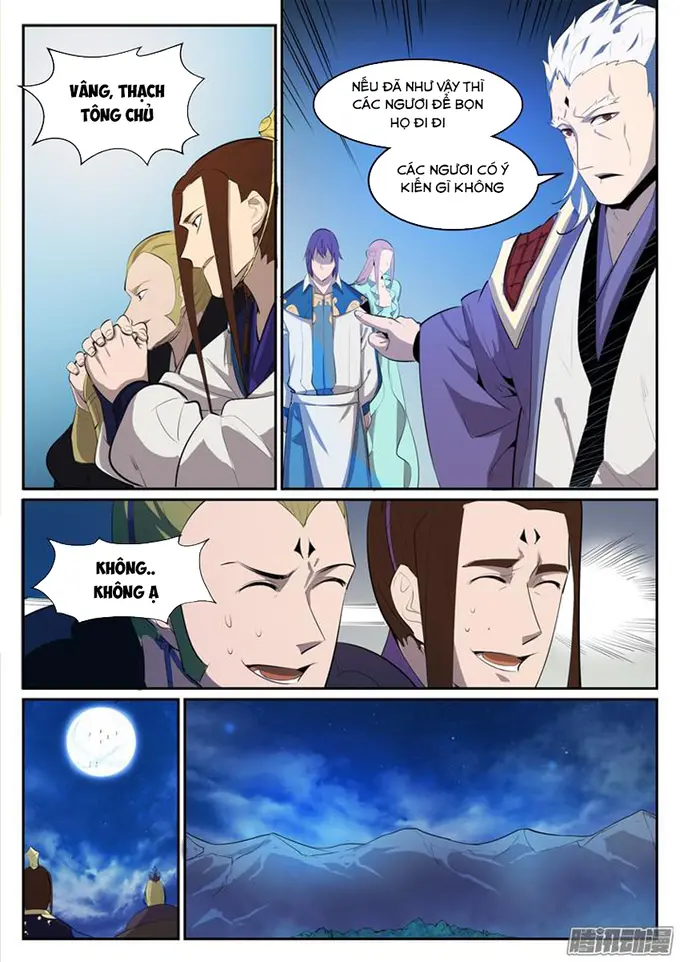 VÂNG, THẠCH
TÔNG CHỦ
NẾU ĐÃ NHƯ VẬY THÌ
CÁC NGƯƠI ĐỂ BỌN
HỌ ĐI ĐI
CÁC NGƯƠI CÓ Ý
KIẾN GÌ KHÔNG
KHÔNG..
KHÔNG Ạ
腾讯动漫